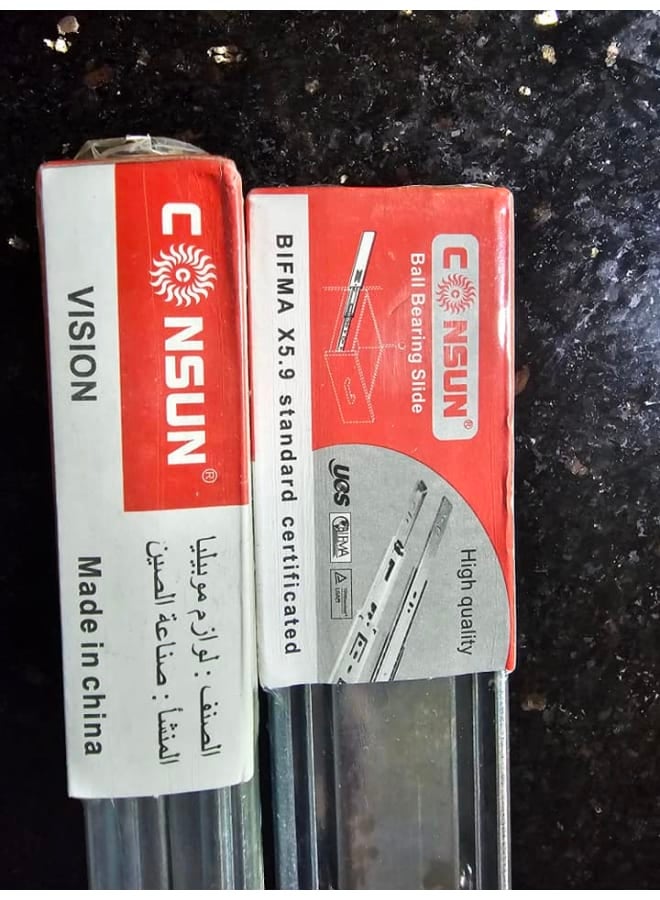 CONSUN®
VISION
الصنف : لوازم موبيليا
المنشأ : صناعة الصين
Made in china
CONSUN®
Ball Bearing Slide
BIFMA X5.9 standard certificated
High quality